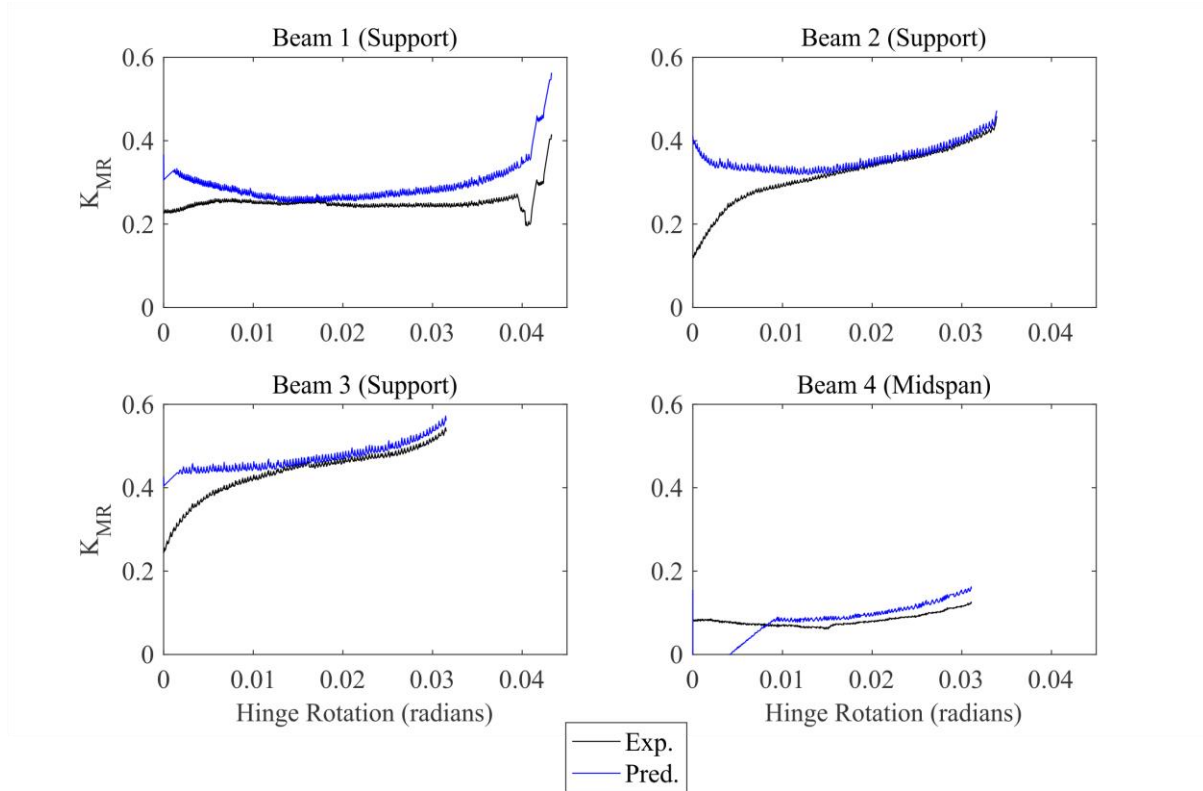 Beam 1 (Support)
Beam 2 (Support)
0.6
0.4
0.2
0
K_MR
0 0.01 0.02 0.03 0.04
0.6
0.4
0.2
0
0 0.01 0.02 0.03 0.04
Beam 3 (Support)
Beam 4 (Midspan)
0.6
0.4
0.2
0
K_MR
0 0.01 0.02 0.03 0.04
Hinge Rotation (radians)
0.6
0.4
0.2
0
0 0.01 0.02 0.03 0.04
Hinge Rotation (radians)
Exp.
Pred.